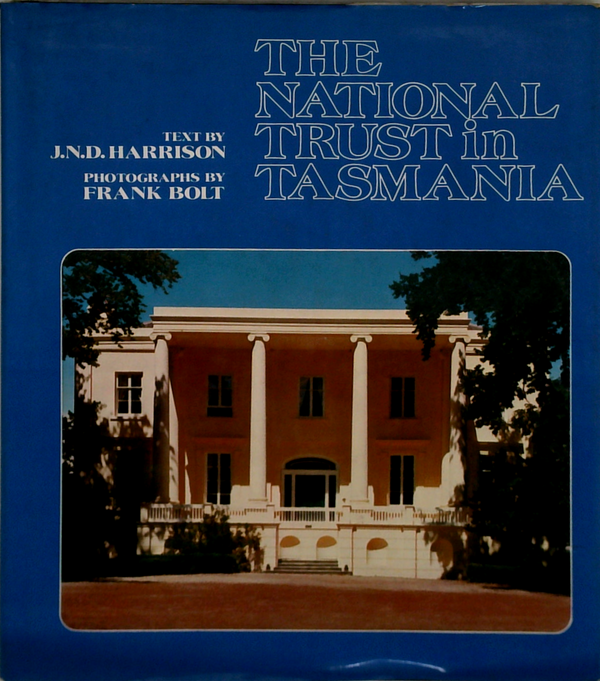 THE
NATIONAL
TRUST in
TASMANIA
TEXT BY
J.N.D. HARRISON
PHOTOGRAPHS BY
FRANK BOLT